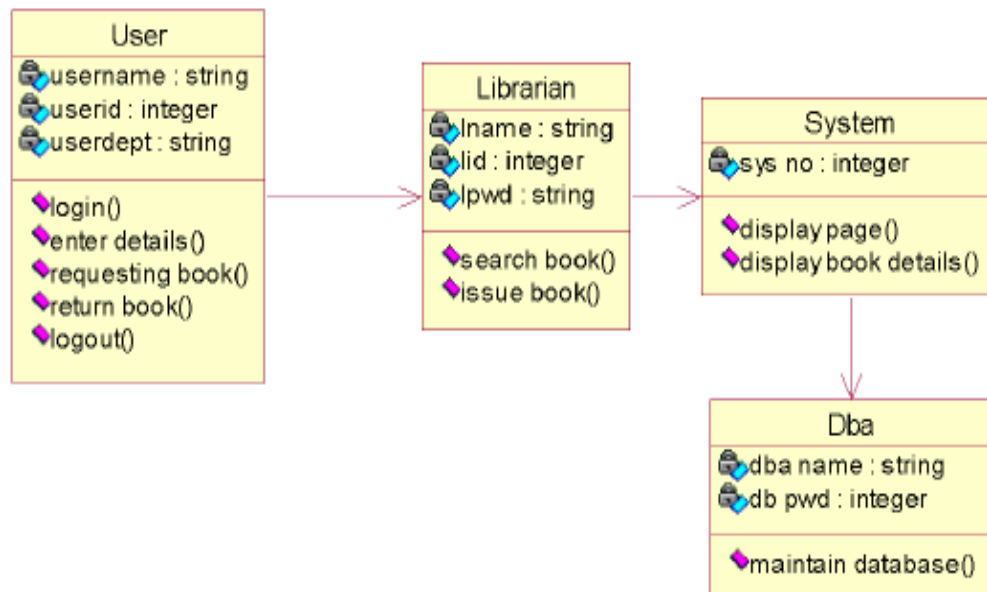 User
username : string
userid : integer
userdept : string
login()
enter details()
requesting book()
return book()
logout()
Librarian
lname : string
lid : integer
lpwd : string
search book()
issue book()
System
sys no : integer
display page()
display book details()
Dba
dba name : string
db pwd : integer
maintain database()